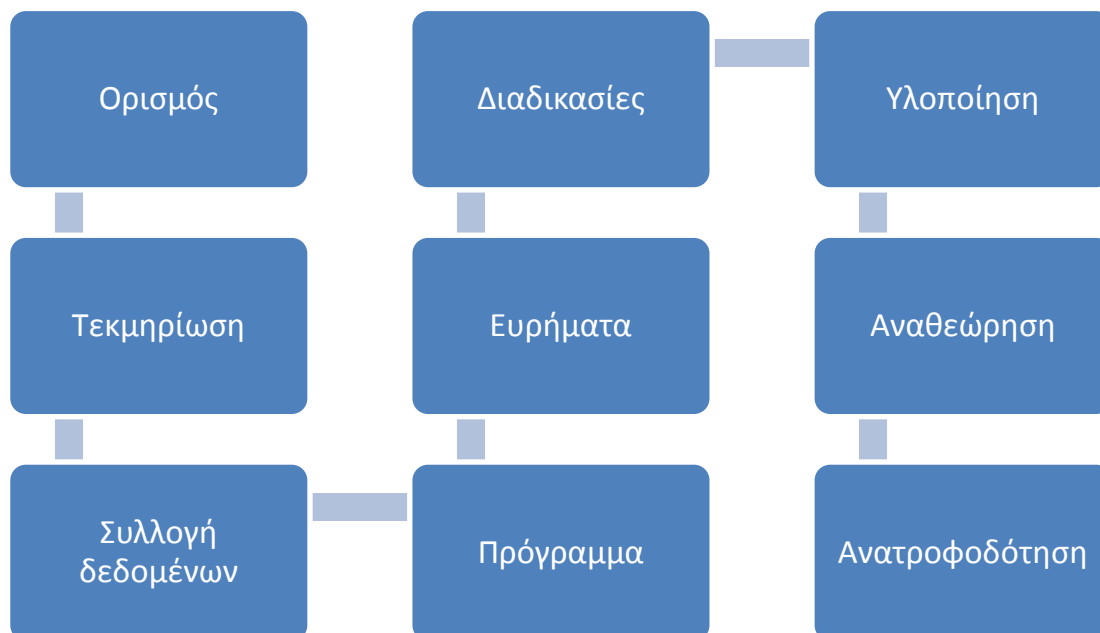 Ορισμός
Τεκμηρίωση
Συλλογή
δεδομένων
Πρόγραμμα
Ευρήματα
Διαδικασίες
Υλοποίηση
Αναθεώρηση
Ανατροφοδότηση